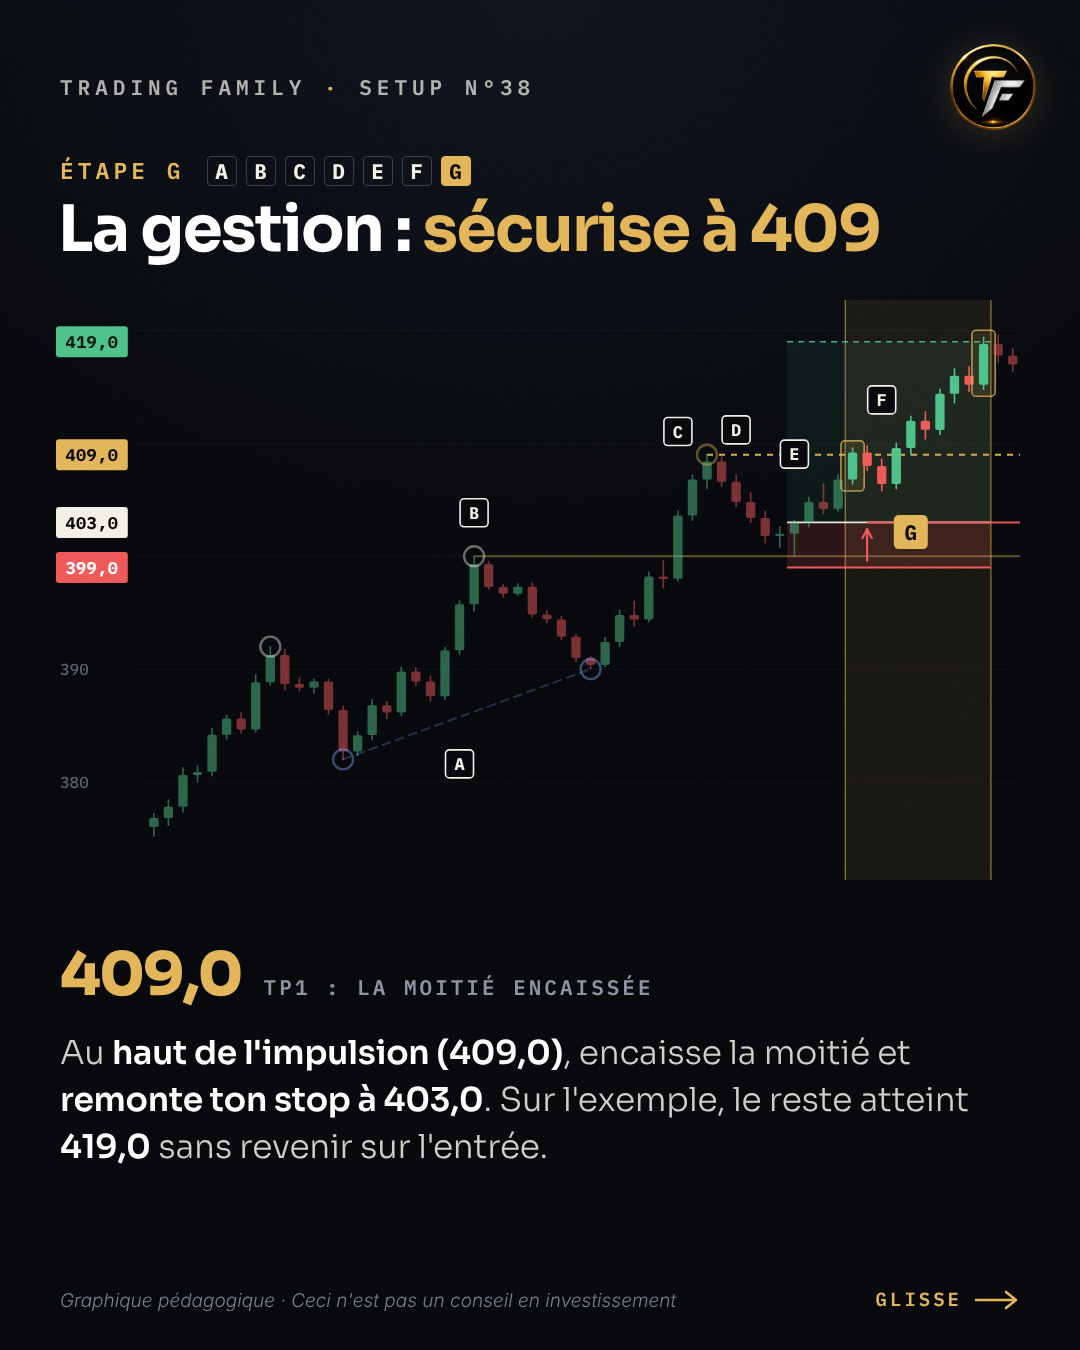 TRADING FAMILY · SETUP N°38
TF
ÉTAPE G A B C D E F G
La gestion : sécurise à 409
419,0
F
C D
409,0
E
B
403,0
G
399,0
390
A
380
409,0 TP1 : LA MOITIÉ ENCAISSÉE
Au haut de l'impulsion (409,0), encaisse la moitié et
remonte ton stop à 403,0. Sur l'exemple, le reste atteint
419,0 sans revenir sur l'entrée.
Graphique pédagogique · Ceci n'est pas un conseil en investissement
GLISSE →